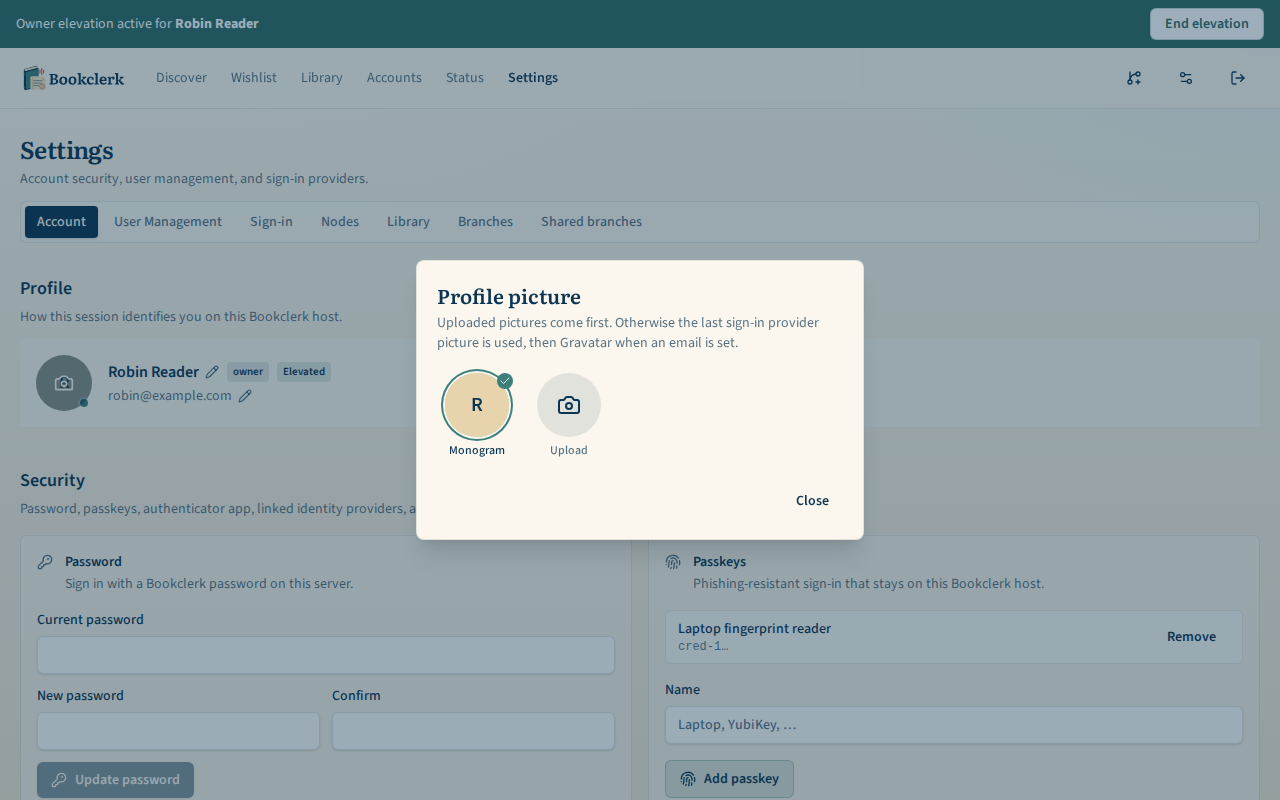 Owner elevation active for Robin Reader
End elevation
Bookclerk
Discover
Wishlist
Library
Accounts
Status
Settings
Settings
Account security, user management, and sign-in providers.
Account
User Management
Sign-in
Nodes
Library
Branches
Shared branches
Profile
How this session identifies you on this Bookclerk host.
Robin Reader
owner
Elevated
robin@example.com
Profile picture
Uploaded pictures come first. Otherwise the last sign-in provider
picture is used, then Gravatar when an email is set.
R
Monogram
Upload
Close
Security
Password, passkeys, authenticator app, linked identity providers,
Password
Sign in with a Bookclerk password on this server.
Current password
New password
Confirm
Update password
Passkeys
Phishing-resistant sign-in that stays on this Bookclerk host.
Laptop fingerprint reader
cred-1…
Remove
Name
Laptop, YubiKey, …
Add passkey